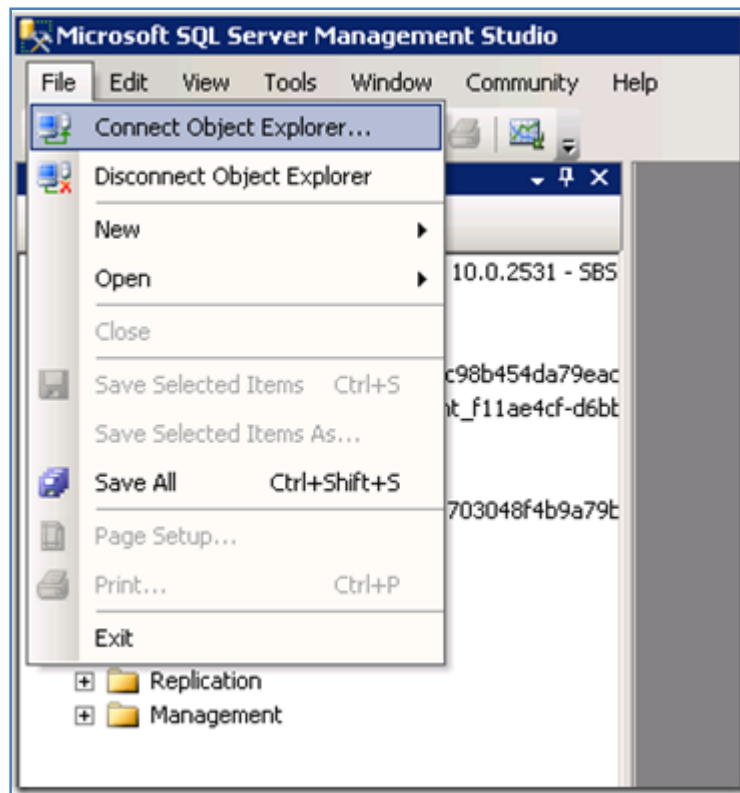 Microsoft SQL Server Management Studio
File Edit View Tools Window Community Help
Connect Object Explorer...
Disconnect Object Explorer
New
Open
10.0.2531 - SBS
Close
c98b454da79eac
Save Selected Items Ctrl+S
nt_f11ae4cf-d6bb
Save Selected Items As...
Save All Ctrl+Shift+S
703048f4b9a79b
Page Setup...
Print... Ctrl+P
Exit
Replication
Management